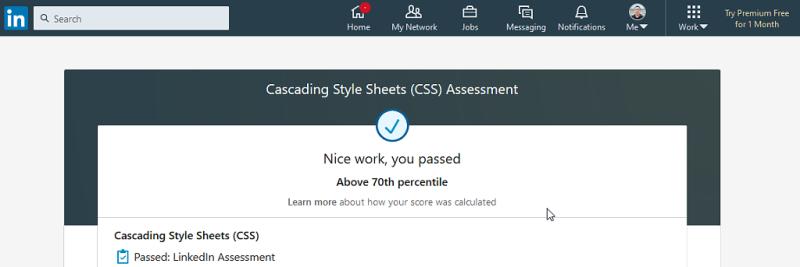 in Search Home My Network Jobs Messaging Notifications Me Work Try Premium Free
for 1 Month
Cascading Style Sheets (CSS) Assessment
Nice work, you passed
Above 70th percentile
Learn more about how your score was calculated
Cascading Style Sheets (CSS)
Passed: LinkedIn Assessment